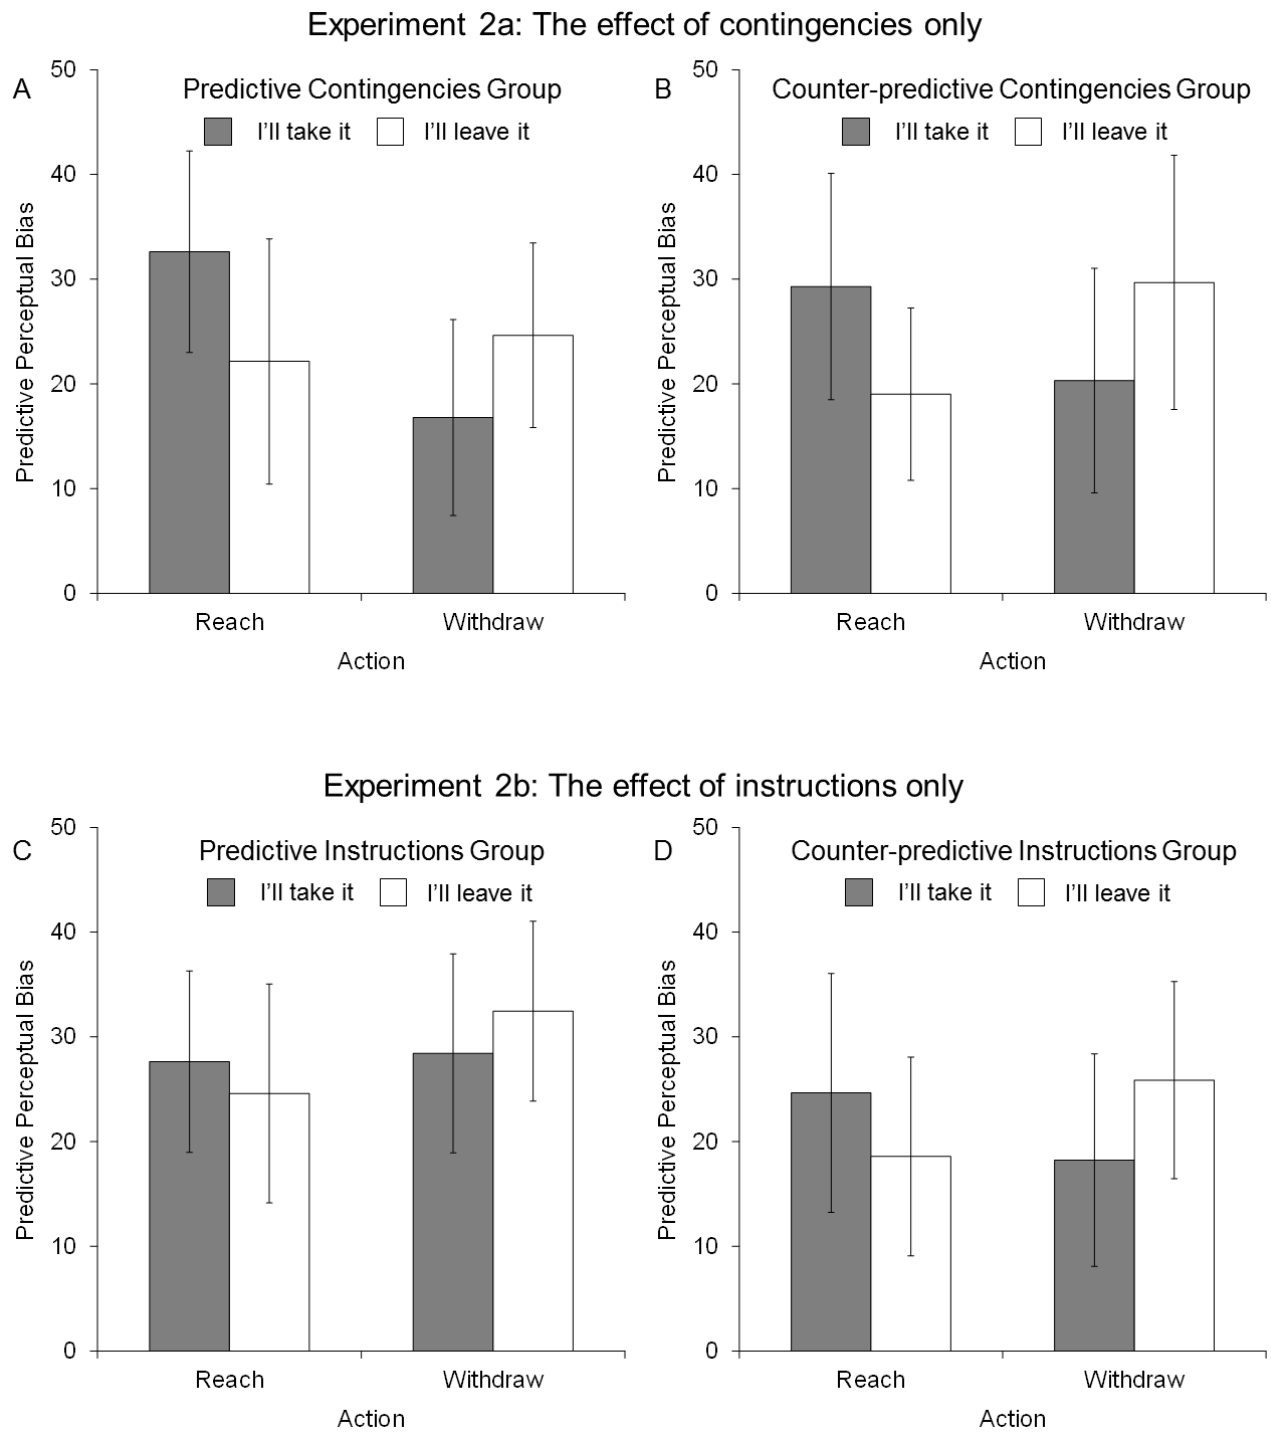 Experiment 2a: The effect of contingencies only
A
Predictive Contingencies Group
I'll take it
I'll leave it
Predictive Perceptual Bias
50
40
30
20
10
0
Reach
Withdraw
Action
B
Counter-predictive Contingencies Group
I'll take it
I'll leave it
Predictive Perceptual Bias
50
40
30
20
10
0
Reach
Withdraw
Action
Experiment 2b: The effect of instructions only
C
Predictive Instructions Group
I'll take it
I'll leave it
Predictive Perceptual Bias
50
40
30
20
10
0
Reach
Withdraw
Action
D
Counter-predictive Instructions Group
I'll take it
I'll leave it
Predictive Perceptual Bias
50
40
30
20
10
0
Reach
Withdraw
Action